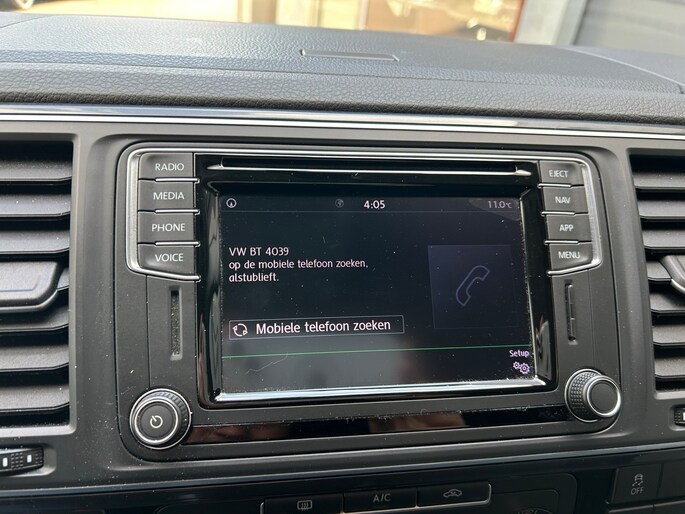 RADIO
MEDIA
PHONE
VOICE
EJECT
NAV
APP
MENU
4:05
11.0°C
VW BT 4039
op de mobiele telefoon zoeken,
alstublieft.
Mobiele telefoon zoeken
Setup
A/C
OFF